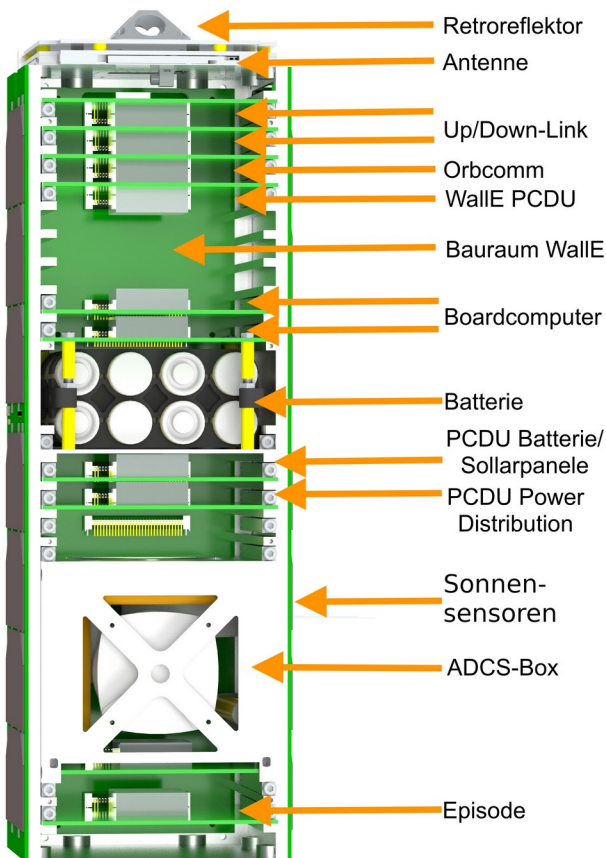 Retroreflektor
Antenne
Up/Down-Link
Orbcomm
WallE PCDU
Bauraum WallE
Boardcomputer
Batterie
PCDU Batterie/
Sollarpanele
PCDU Power
Distribution
Sonnen-
sensoren
ADCS-Box
Episode